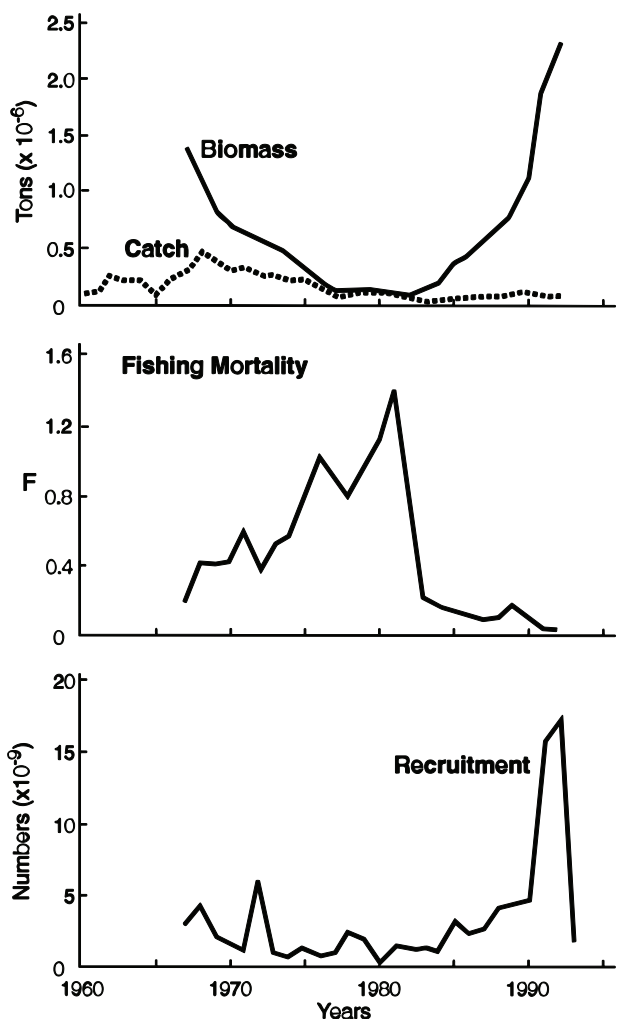 2.5
2.0
1.5
1.0
0.5
0
Tons (x 10-6)
Biomass
Catch
1.6
1.2
0.8
0.4
0
F
Fishing Mortality
20
15
10
5
0
Numbers (x10-9)
Recruitment
1960 1970 1980 1990
Years